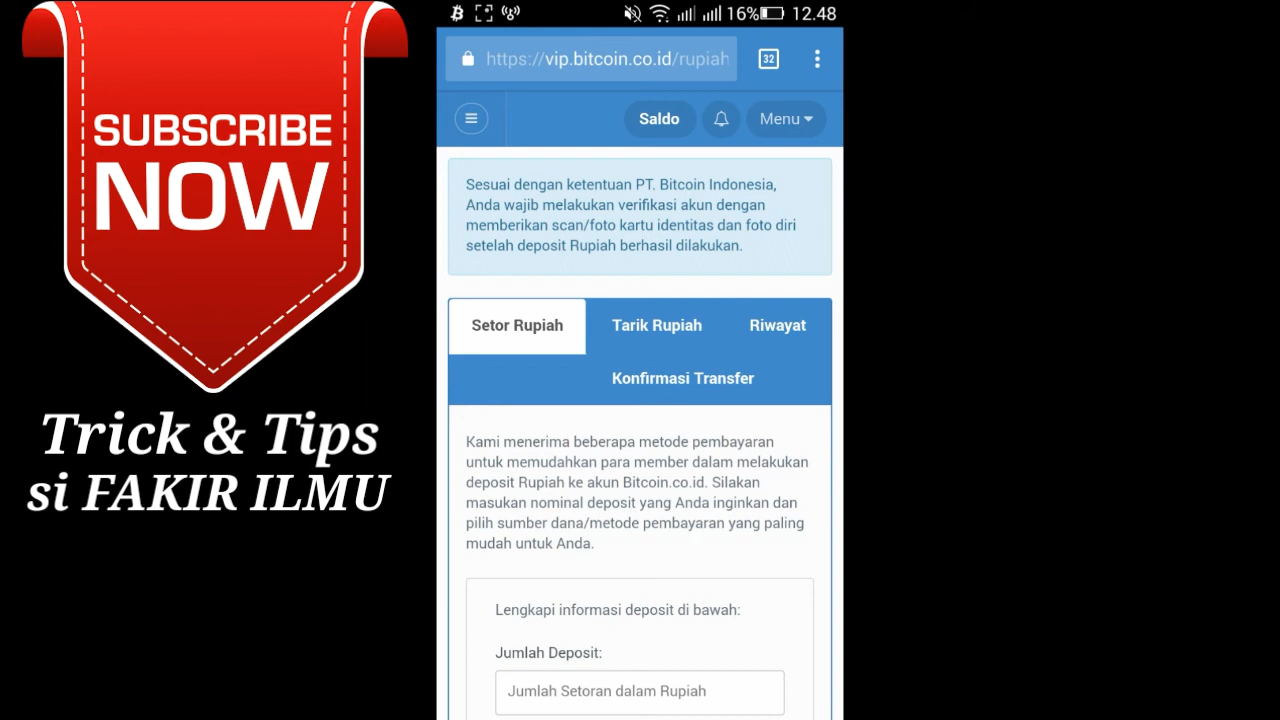 SUBSCRIBE
NOW
Trick & Tips
si FAKIR ILMU
16% 12.48
https://vip.bitcoin.co.id/rupiah
32
Saldo
Menu
Sesuai dengan ketentuan PT. Bitcoin Indonesia,
Anda wajib melakukan verifikasi akun dengan
memberikan scan/foto kartu identitas dan foto diri
setelah deposit Rupiah berhasil dilakukan.
Setor Rupiah
Tarik Rupiah
Riwayat
Konfirmasi Transfer
Kami menerima beberapa metode pembayaran
untuk memudahkan para member dalam melakukan
deposit Rupiah ke akun Bitcoin.co.id. Silakan
masukan nominal deposit yang Anda inginkan dan
pilih sumber dana/metode pembayaran yang paling
mudah untuk Anda.
Lengkapi informasi deposit di bawah:
Jumlah Deposit:
Jumlah Setoran dalam Rupiah